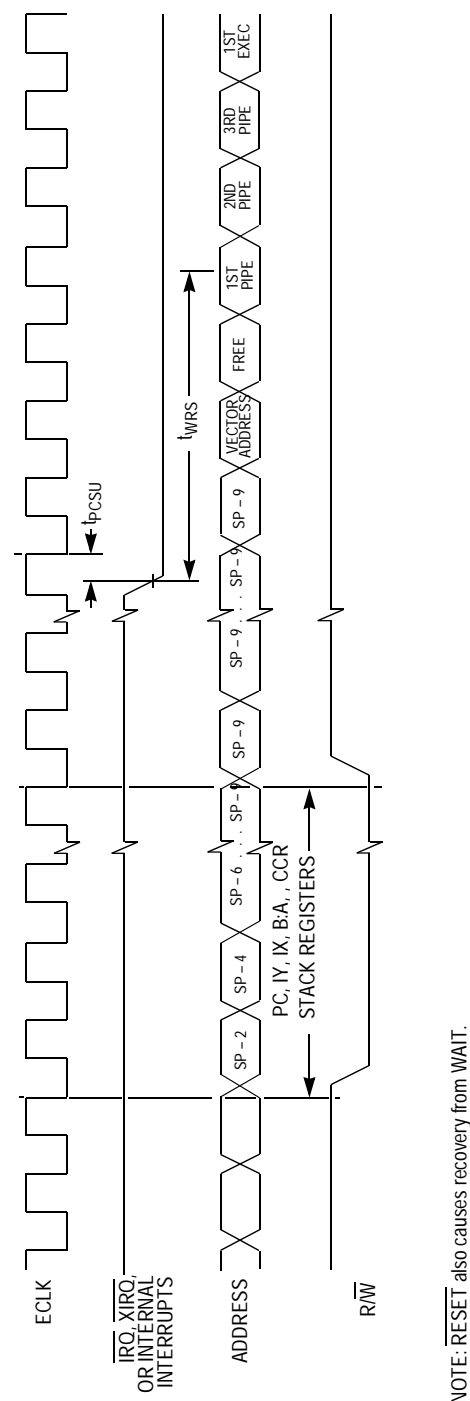 ECLK
IRQ, XIRQ,
OR INTERNAL
INTERRUPTS
tPCSU
tWRS
ADDRESS
SP – 2
SP – 4
SP – 6 . . . SP – 9
SP – 9
SP – 9 . . . SP – 9
SP – 9
VECTOR
ADDRESS
FREE
1ST
PIPE
2ND
PIPE
3RD
PIPE
1ST
EXEC
PC, IY, IX, B:A, , CCR
STACK REGISTERS
R/W
NOTE: RESET also causes recovery from WAIT.